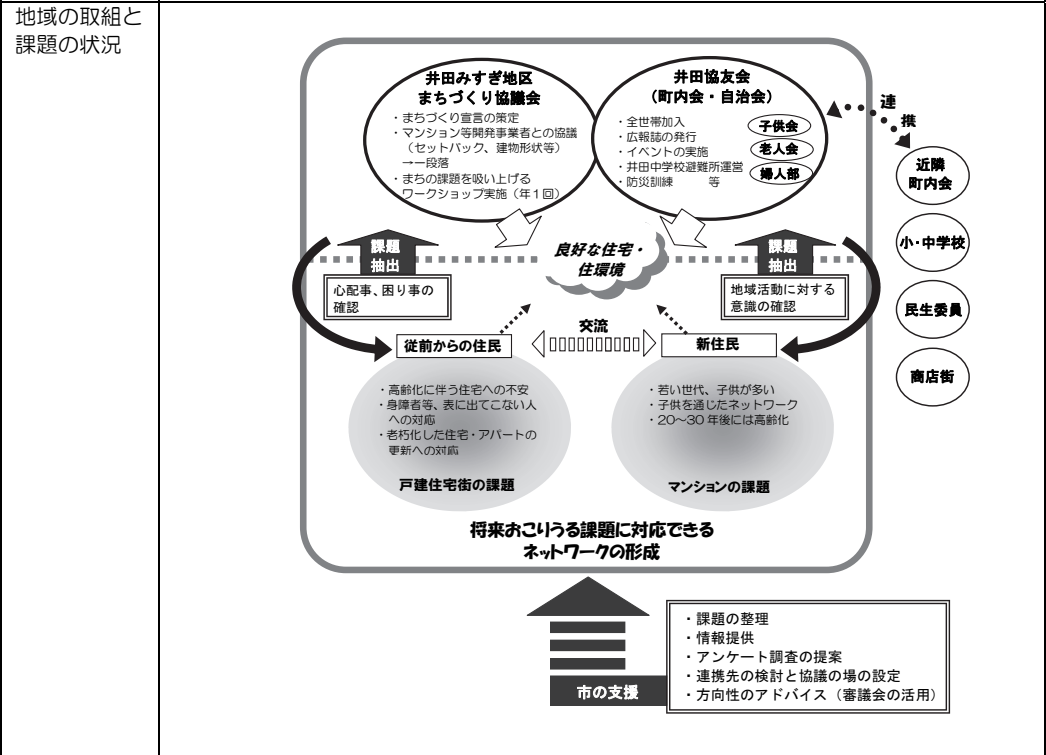 地域の取組と
課題の状況
井田みすぎ地区
まちづくり協議会
・まちづくり宣言の策定
・マンション等開発事業者との協議
（セットバック、建物形状等）
→一段落
・まちの課題を吸い上げる
ワークショップ実施（年１回）
井田協友会
（町内会・自治会）
・全世帯加入
・広報誌の発行
・イベントの実施
・井田中学校避難所運営
・防災訓練　　等
子供会
老人会
婦人部
連携
近隣
町内会
小・中学校
民生委員
商店街
良好な住宅・
住環境
課題
抽出
心配事、困り事の
確認
課題
抽出
地域活動に対する
意識の確認
従前からの住民
交流
新住民
・高齢化に伴う住宅への不安
・身障者等、表に出てこない人
への対応
・老朽化した住宅・アパートの
更新への対応
戸建住宅街の課題
・若い世代、子供が多い
・子供を通じたネットワーク
・20～30 年後には高齢化
マンションの課題
将来おこりうる課題に対応できる
ネットワークの形成
市の支援
・課題の整理
・情報提供
・アンケート調査の提案
・連携先の検討と協議の場の設定
・方向性のアドバイス（審議会の活用）